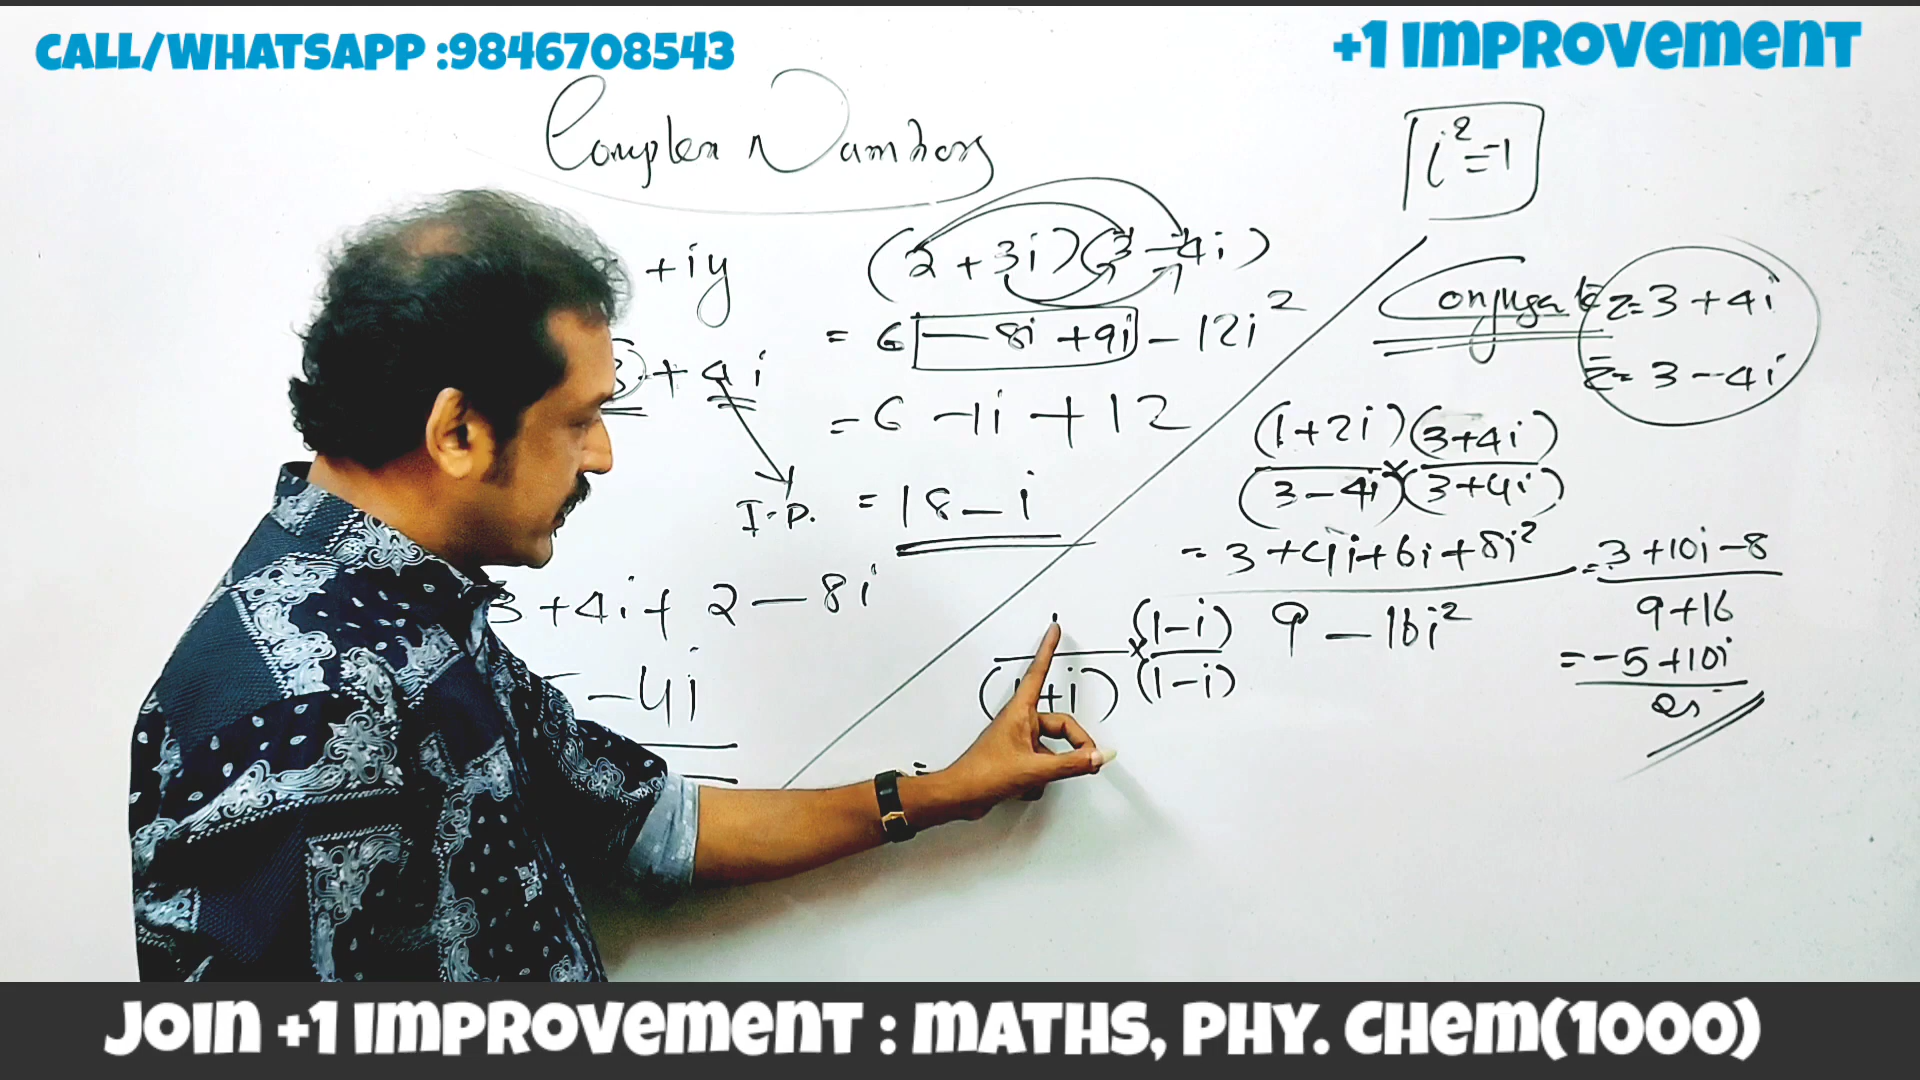 CALL/WHATSAPP :9846708543
+1 IMPROVEMENT
Complex Numbers
i²=-1
+iy
3 + 4i
I.P.
3 +4i + 2 - 8i
-4i
(2 + 3i)(3 - 4i)
= 6 - 8i + 9i - 12i²
= 6 - 1i + 12
= 18 - i
Conjugate
z = 3 + 4i
z̄ = 3 - 4i
(1+2i) (3+4i)
(3-4i) × (3+4i)
= 3 +4i+6i+8i²
9 - 16i²
= 3 +10i -8
9 +16
= -5 +10i
25
(1-i)
(1+i) × (1-i)
=
JOIN +1 IMPROVEMENT : MATHS, PHY. CHEM(1000)